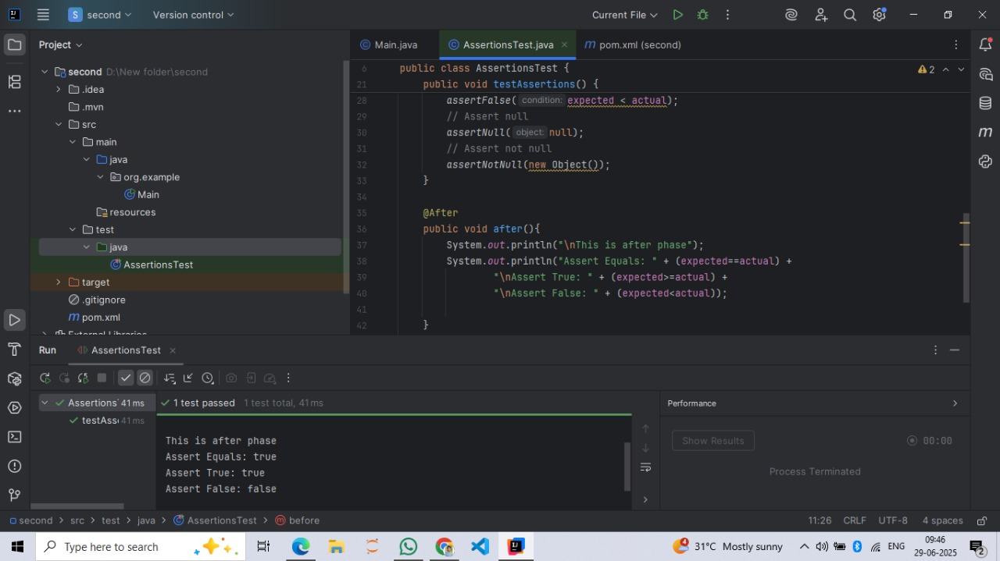 S second Version control Current File
Project
Main.java AssertionsTest.java pom.xml (second)
second D:\New folder\second
.idea
.mvn
src
main
java
org.example
Main
resources
test
java
AssertionsTest
target
.gitignore
m pom.xml
External Libraries
6 public class AssertionsTest { 2
21 public void testAssertions() {
28 assertFalse( condition: expected < actual);
29 // Assert null
30 assertNull( object: null);
31 // Assert not null
32 assertNotNull(new Object());
33 }
34
35 @After
36 public void after(){
37 System.out.println("\nThis is after phase");
38 System.out.println("Assert Equals: " + (expected==actual) +
39 "\nAssert True: " + (expected>=actual) +
40 "\nAssert False: " + (expected<actual));
41
42 }
Run AssertionsTest
Assertions 41 ms
testAss 41 ms
1 test passed 1 test total, 41 ms
This is after phase
Assert Equals: true
Assert True: true
Assert False: false
Performance
Show Results 00:00
Process Terminated
second > src > test > java > AssertionsTest > before 11:26 CRLF UTF-8 4 spaces
Type here to search 4 31°C Mostly sunny ENG 09:46
29-06-2025 2